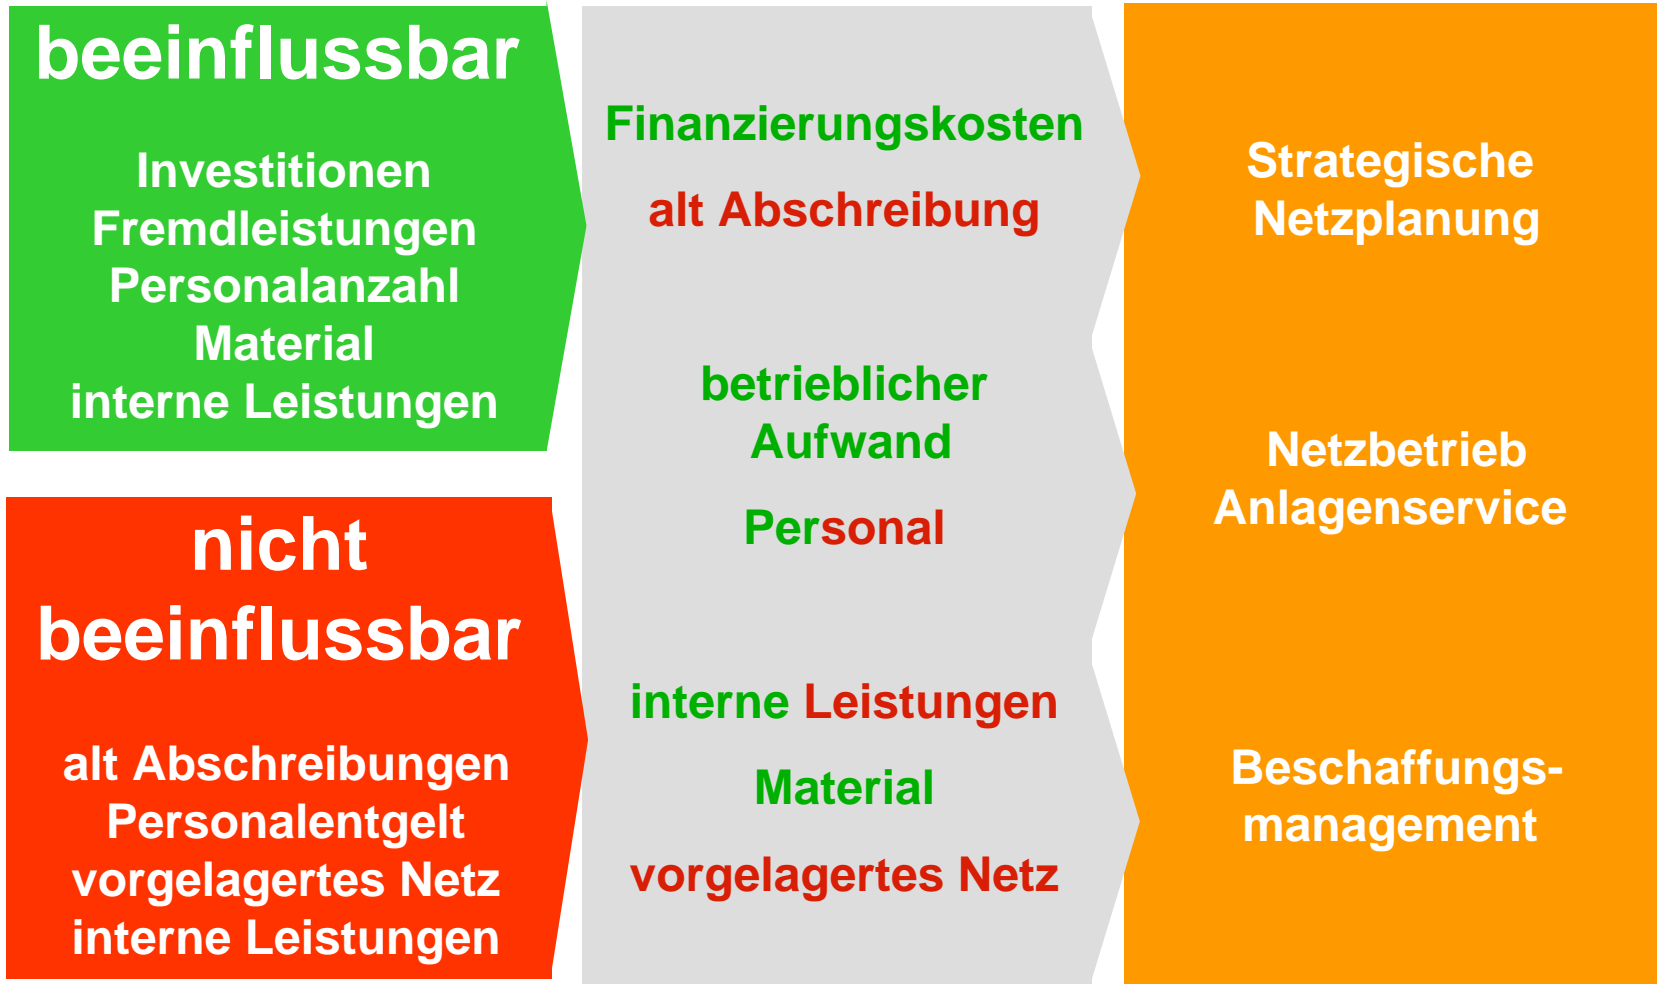 beeinflussbar
Investitionen
Fremdleistungen
Personalanzahl
Material
interne Leistungen
nicht
beeinflussbar
alt Abschreibungen
Personalentgelt
vorgelagertes Netz
interne Leistungen
Finanzierungskosten
alt Abschreibung
betrieblicher
Aufwand
Personal
interne Leistungen
Material
vorgelagertes Netz
Strategische
Netzplanung
Netzbetrieb
Anlagenservice
Beschaffungs-
management